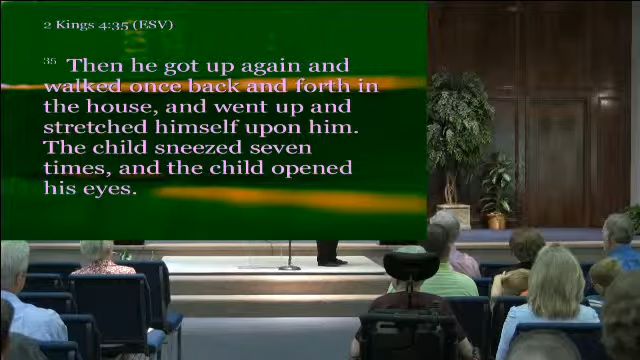 2 Kings 4:35 (ESV)
35 Then he got up again and
walked once back and forth in
the house, and went up and
stretched himself upon him.
The child sneezed seven
times, and the child opened
his eyes.